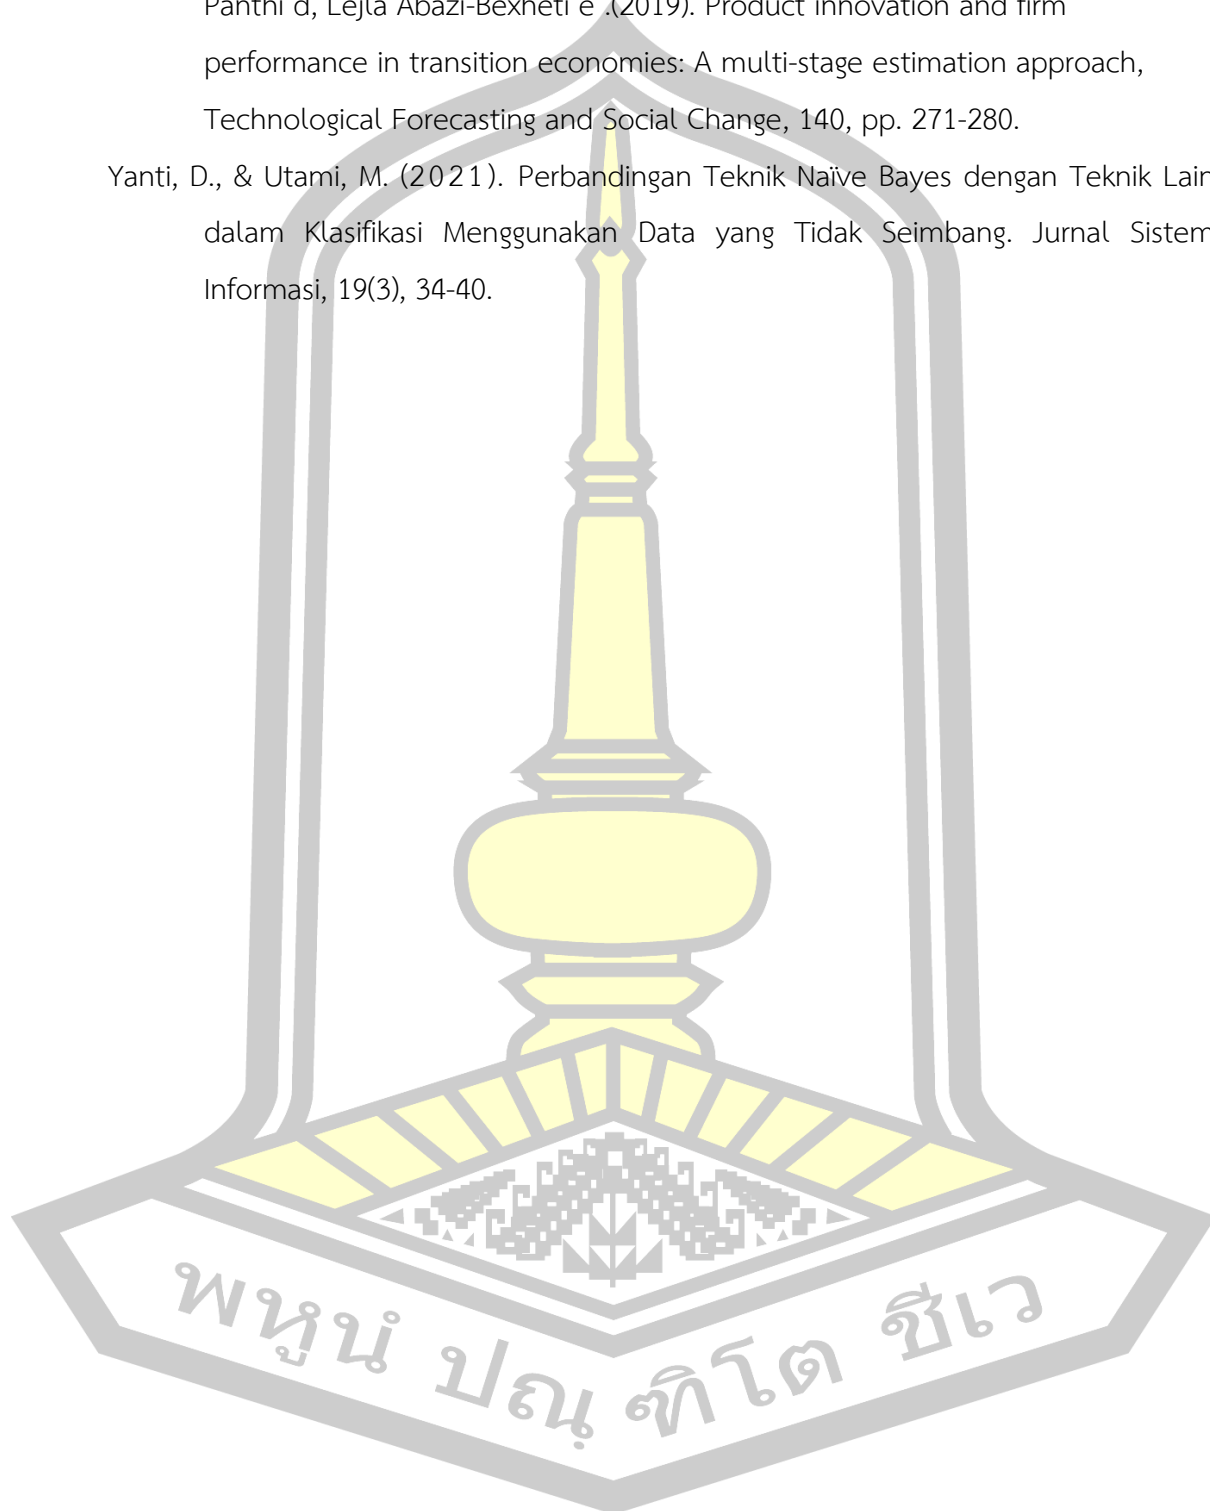 Panthi d, Lejla Abazi-Bexheti e .(2019). Product innovation and firm
performance in transition economies: A multi-stage estimation approach,
Technological Forecasting and Social Change, 140, pp. 271-280.
Yanti, D., & Utami, M. (2021). Perbandingan Teknik Naïve Bayes dengan Teknik Lain
dalam Klasifikasi Menggunakan Data yang Tidak Seimbang. Jurnal Sistem
Informasi, 19(3), 34-40.
พหูนํ ปณฺฑิโต ชีเว